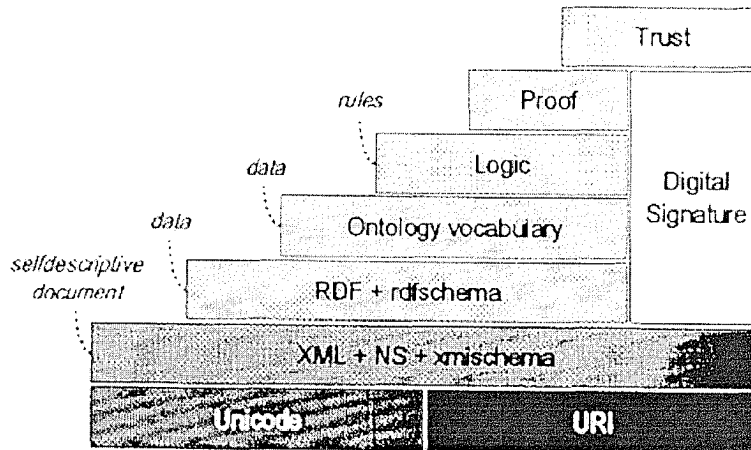 Trust
Proof
rules
Logic
Digital
Signature
data
Ontology vocabulary
data
RDF + rdfschema
selfdescriptive
document
XML + NS + xmlschema
Unicode
URI